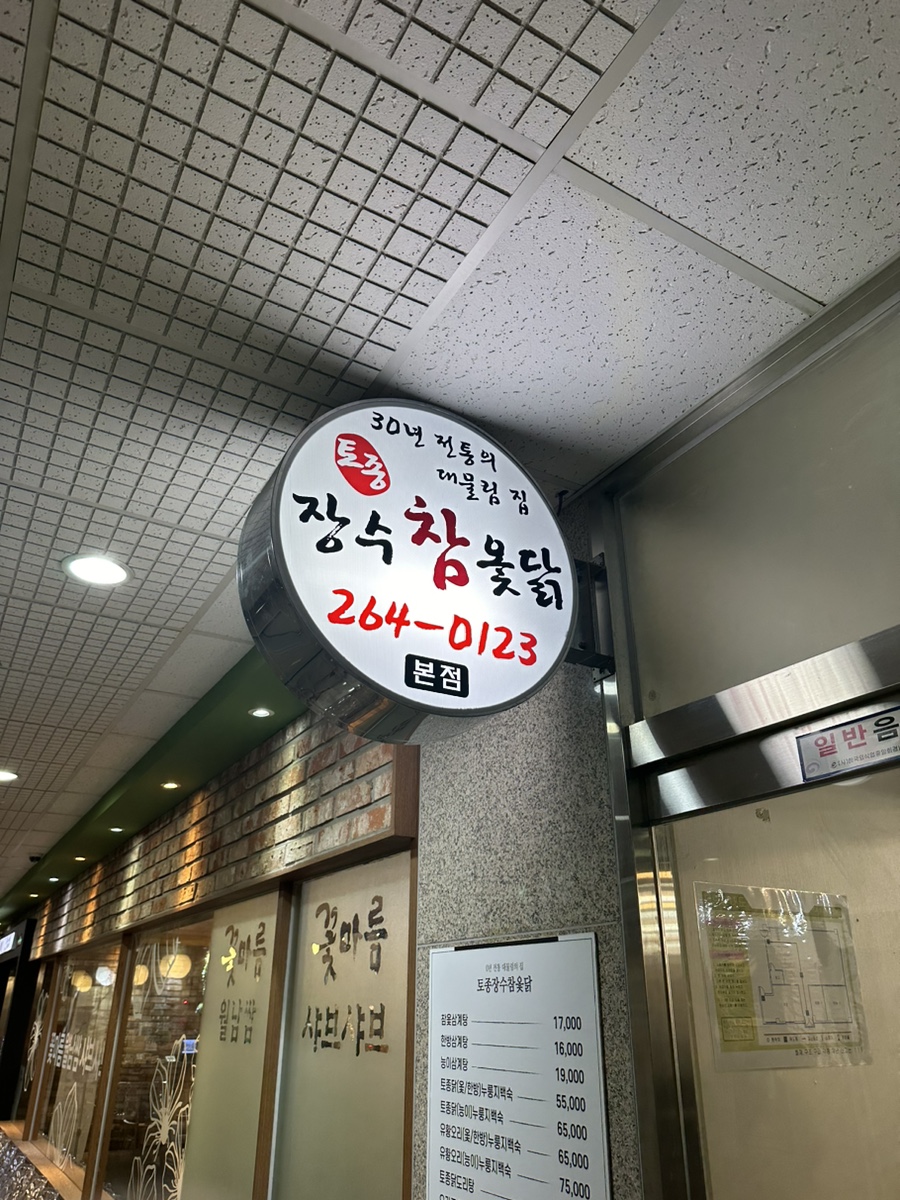 30년 전통의
대물림 집
토종
장수참옻닭
264-0123
본점
일반음
꽃마름
월남쌈
꽃마름
샤브샤브
토종장수참옻닭
참옻삼계탕 17,000
한방삼계탕 16,000
능이삼계탕 19,000
토종닭(옻/한방)누룽지백숙 55,000
토종닭(능이)누룽지백숙 65,000
유황오리(옻/한방)누룽지백숙 65,000
유황오리(능이)누룽지백숙 75,000
토종닭도리탕